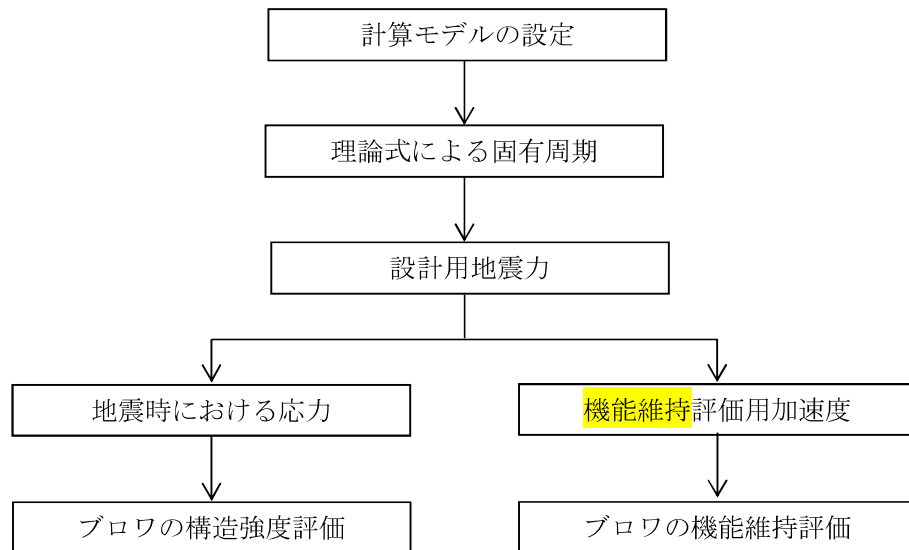 計算モデルの設定
理論式による固有周期
設計用地震力
地震時における応力
機能維持評価用加速度
ブロワの構造強度評価
ブロワの機能維持評価